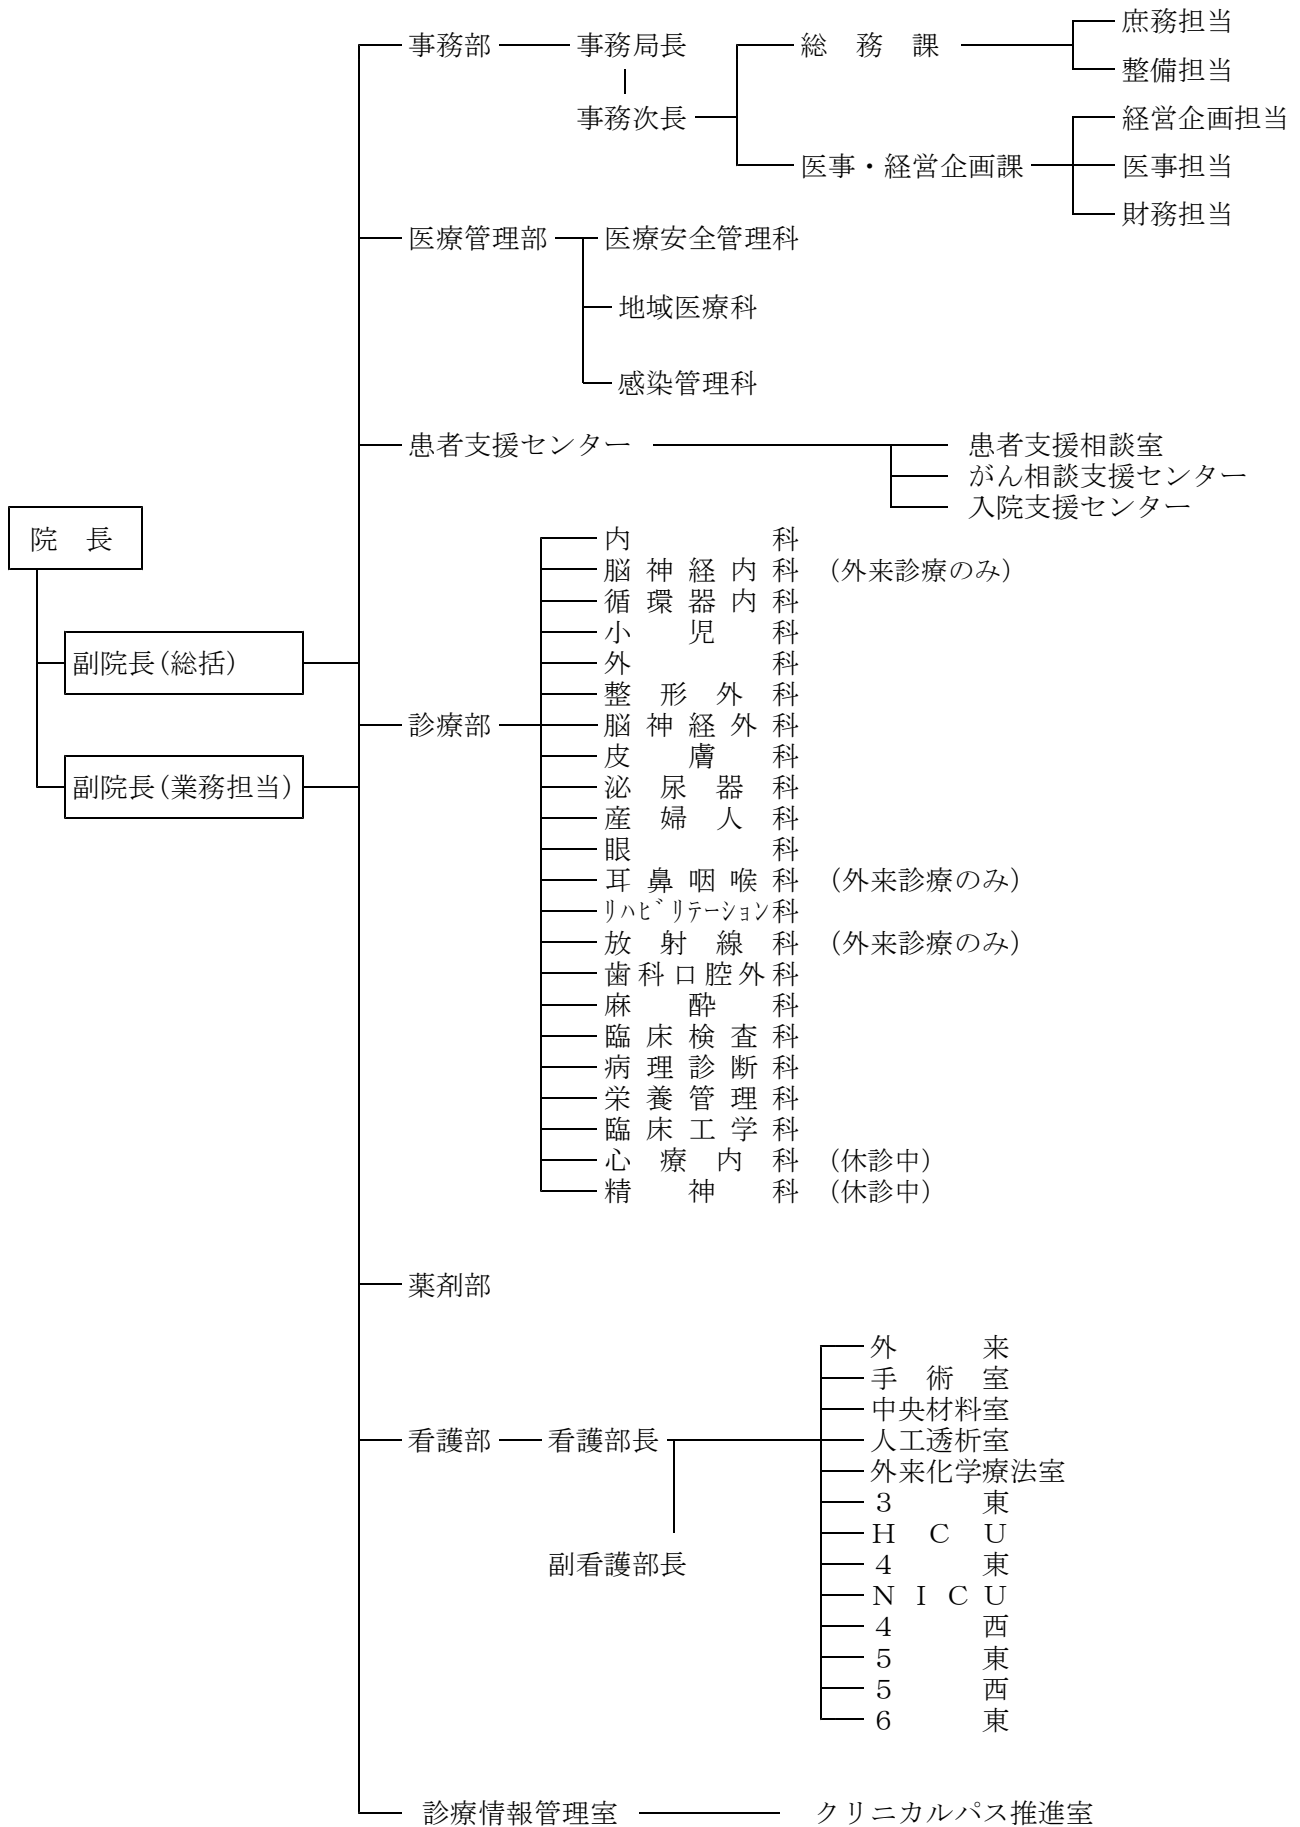 庶務担当
事務部 事務局長 総務課
整備担当
事務次長 経営企画担当
医事・経営企画課 医事担当
財務担当
医療管理部 医療安全管理科
地域医療科
感染管理科
患者支援センター 患者支援相談室
がん相談支援センター
入院支援センター
院長
内科
脳神経内科 (外来診療のみ)
循環器内科
小児科
副院長(総括) 外科
整形外科
診療部 脳神経外科
皮膚科
副院長(業務担当) 泌尿器科
産婦人科
眼科
耳鼻咽喉科 (外来診療のみ)
ﾘﾊﾋﾞﾘﾃｰｼｮﾝ科
放射線科 (外来診療のみ)
歯科口腔外科
麻酔科
臨床検査科
病理診断科
栄養管理科
臨床工学科
心療内科 (休診中)
精神科 (休診中)
薬剤部
外来
手術室
中央材料室
看護部 看護部長 人工透析室
外来化学療法室
3東
HCU
副看護部長 4東
NICU
4西
5東
5西
6東
診療情報管理室 クリニカルパス推進室